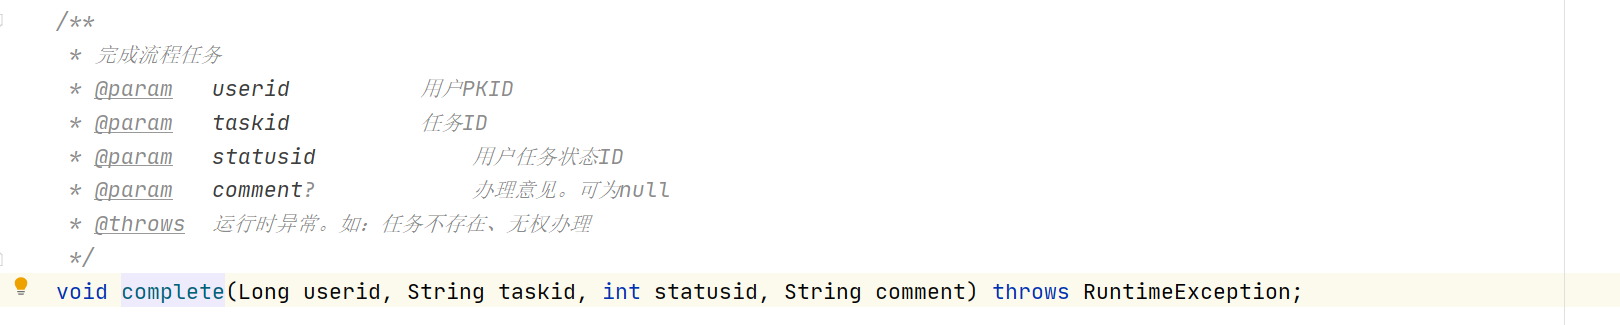 /**
* 完成流程任务
* @param userid 用户PKID
* @param taskid 任务ID
* @param statusid 用户任务状态ID
* @param comment? 办理意见。可为null
* @throws 运行时异常。如：任务不存在、无权办理
*/
void complete(Long userid, String taskid, int statusid, String comment) throws RuntimeException;